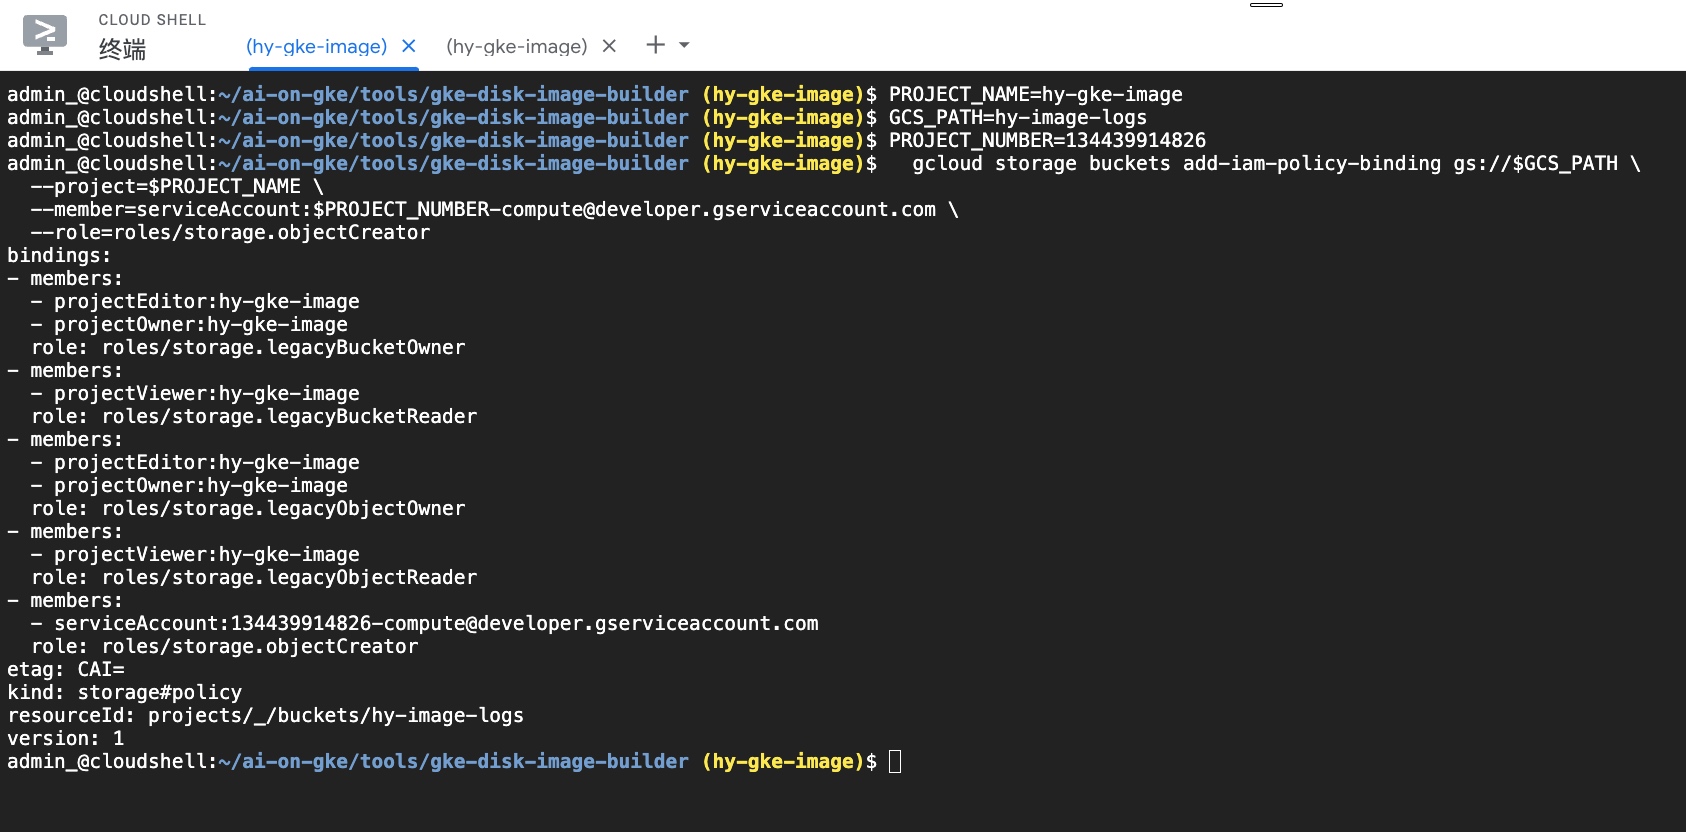 CLOUD SHELL
终端
(hy-gke-image)
(hy-gke-image)
admin_@cloudshell:~/ai-on-gke/tools/gke-disk-image-builder (hy-gke-image)$ PROJECT_NAME=hy-gke-image
admin_@cloudshell:~/ai-on-gke/tools/gke-disk-image-builder (hy-gke-image)$ GCS_PATH=hy-image-logs
admin_@cloudshell:~/ai-on-gke/tools/gke-disk-image-builder (hy-gke-image)$ PROJECT_NUMBER=134439914826
admin_@cloudshell:~/ai-on-gke/tools/gke-disk-image-builder (hy-gke-image)$   gcloud storage buckets add-iam-policy-binding gs://$GCS_PATH \
  --project=$PROJECT_NAME \
  --member=serviceAccount:$PROJECT_NUMBER-compute@developer.gserviceaccount.com \
  --role=roles/storage.objectCreator
bindings:
- members:
  - projectEditor:hy-gke-image
  - projectOwner:hy-gke-image
  role: roles/storage.legacyBucketOwner
- members:
  - projectViewer:hy-gke-image
  role: roles/storage.legacyBucketReader
- members:
  - projectEditor:hy-gke-image
  - projectOwner:hy-gke-image
  role: roles/storage.legacyObjectOwner
- members:
  - projectViewer:hy-gke-image
  role: roles/storage.legacyObjectReader
- members:
  - serviceAccount:134439914826-compute@developer.gserviceaccount.com
  role: roles/storage.objectCreator
etag: CAI=
kind: storage#policy
resourceId: projects/_/buckets/hy-image-logs
version: 1
admin_@cloudshell:~/ai-on-gke/tools/gke-disk-image-builder (hy-gke-image)$